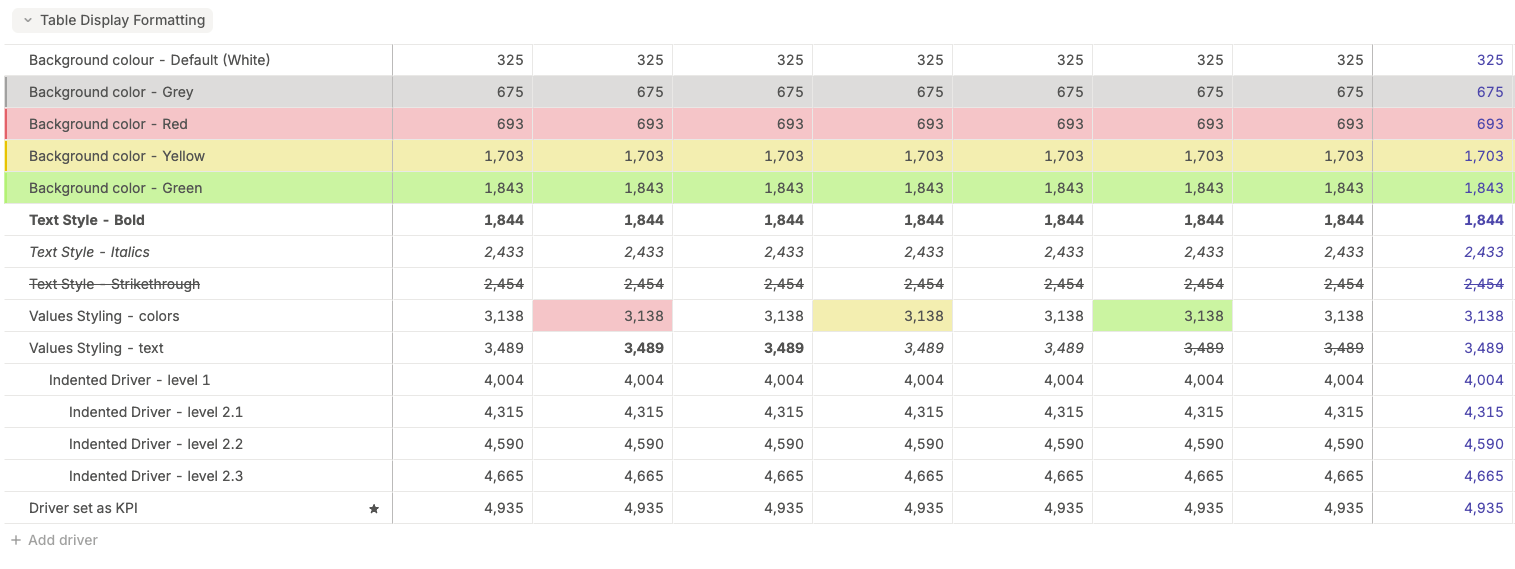 Table Display Formatting
Background colour - Default (White) 325 325 325 325 325 325 325 325
Background color - Grey 675 675 675 675 675 675 675 675
Background color - Red 693 693 693 693 693 693 693 693
Background color - Yellow 1,703 1,703 1,703 1,703 1,703 1,703 1,703 1,703
Background color - Green 1,843 1,843 1,843 1,843 1,843 1,843 1,843 1,843
Text Style - Bold 1,844 1,844 1,844 1,844 1,844 1,844 1,844 1,844
Text Style - Italics 2,433 2,433 2,433 2,433 2,433 2,433 2,433 2,433
Text Style - Strikethrough 2,454 2,454 2,454 2,454 2,454 2,454 2,454 2,454
Values Styling - colors 3,138 3,138 3,138 3,138 3,138 3,138 3,138 3,138
Values Styling - text 3,489 3,489 3,489 3,489 3,489 3,489 3,489 3,489
Indented Driver - level 1 4,004 4,004 4,004 4,004 4,004 4,004 4,004 4,004
Indented Driver - level 2.1 4,315 4,315 4,315 4,315 4,315 4,315 4,315 4,315
Indented Driver - level 2.2 4,590 4,590 4,590 4,590 4,590 4,590 4,590 4,590
Indented Driver - level 2.3 4,665 4,665 4,665 4,665 4,665 4,665 4,665 4,665
Driver set as KPI ★ 4,935 4,935 4,935 4,935 4,935 4,935 4,935 4,935
+ Add driver